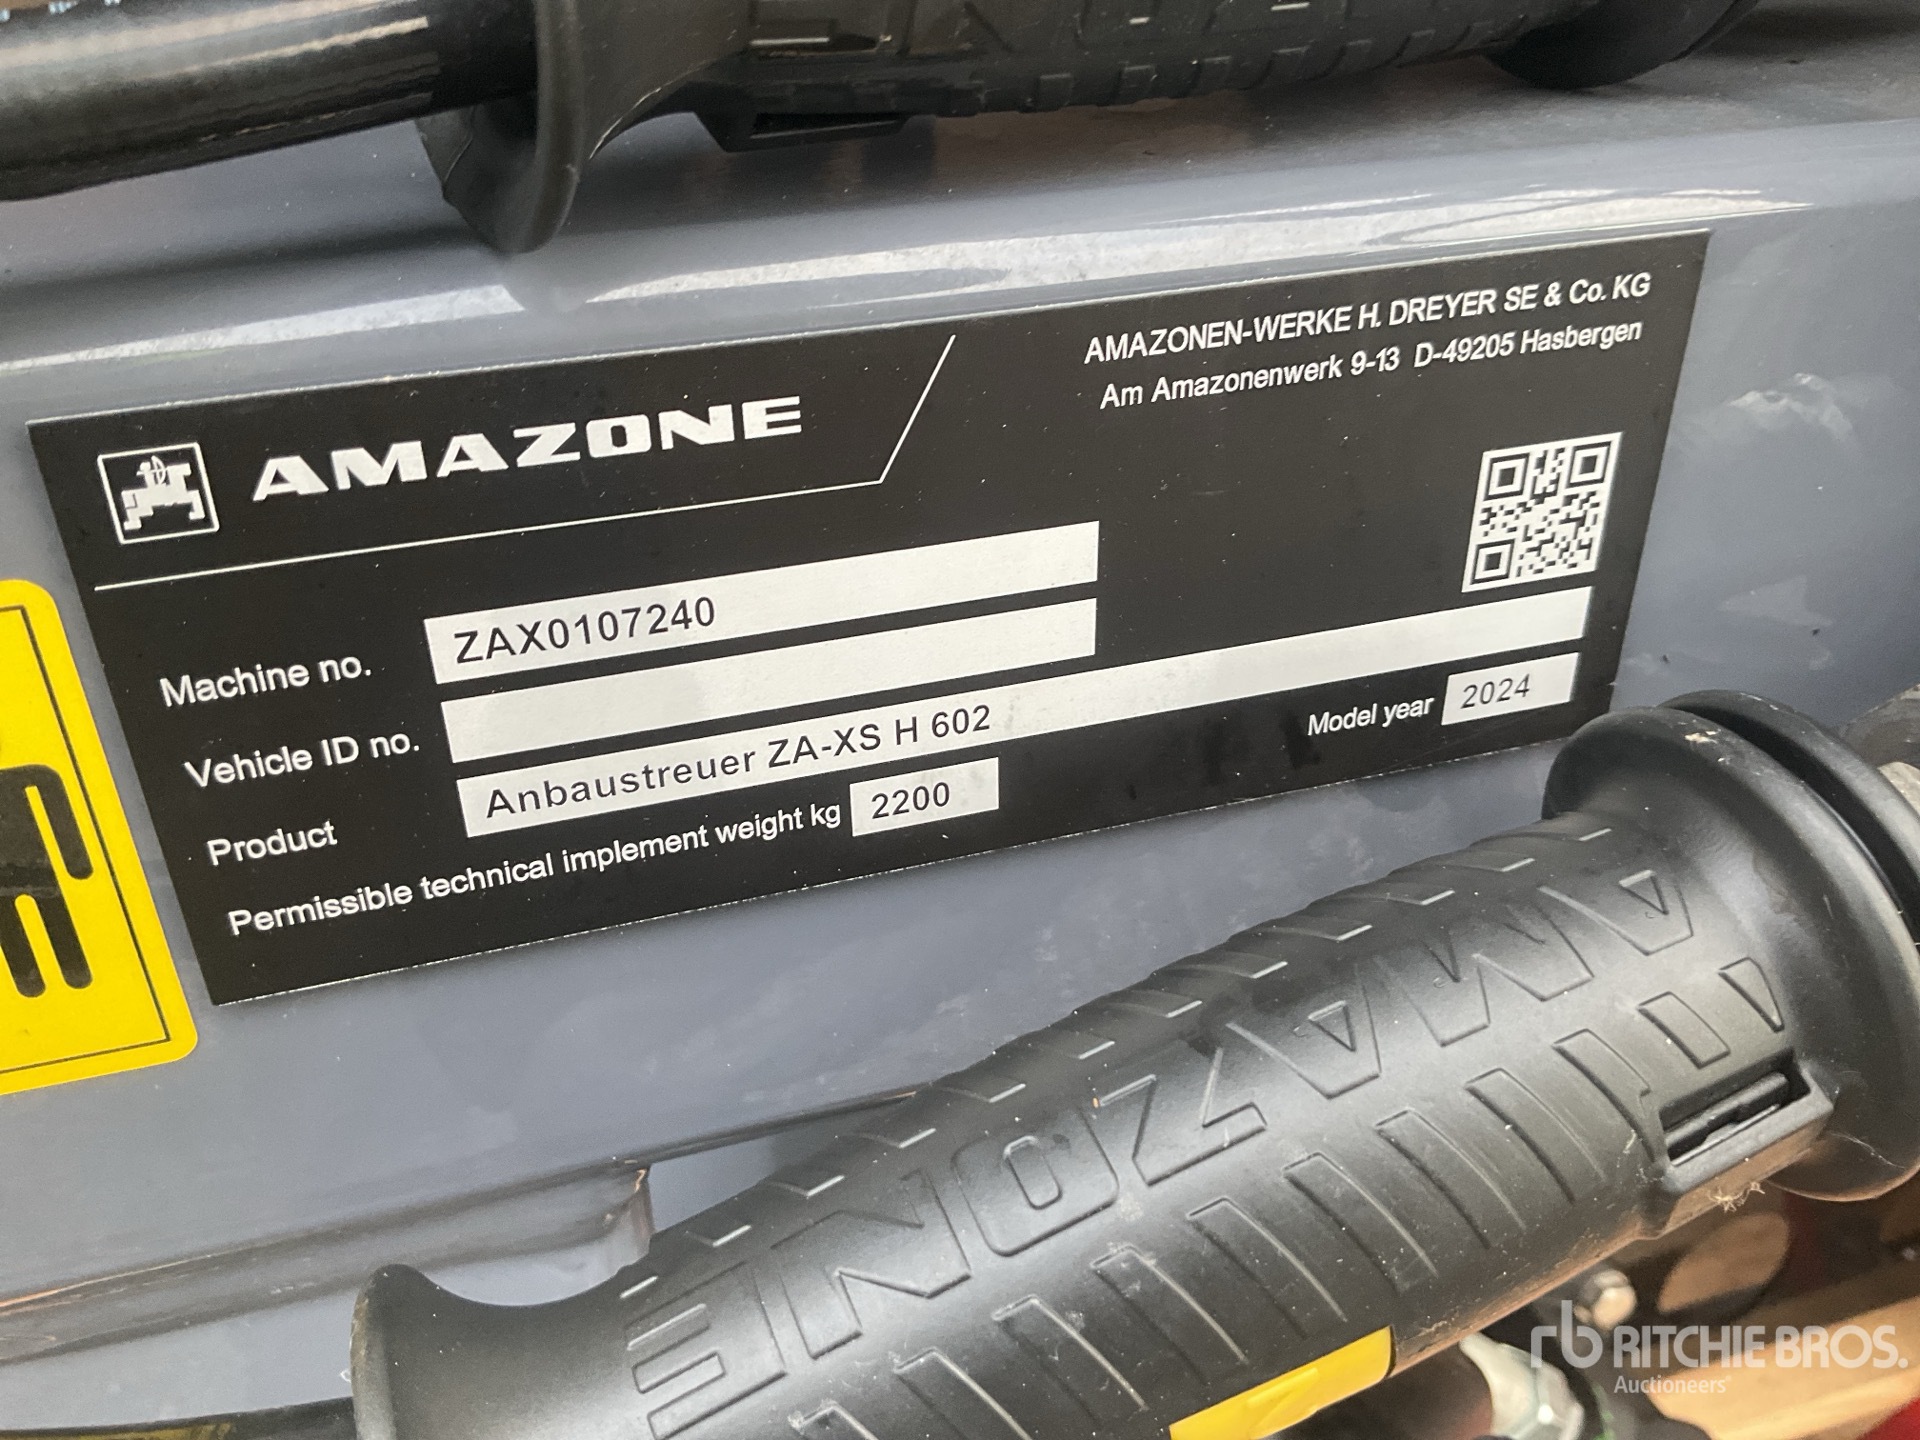 AMAZONEN-WERKE H. DREYER SE & Co. KG
Am Amazonenwerk 9-13 D-49205 Hasbergen
AMAZONE
Machine no. ZAX0107240
Vehicle ID no.
Product Anbaustreuer ZA-XS H 602
Model year 2024
Permissible technical implement weight kg 2200
AMAZONE
rb RITCHIE BROS.
Auctioneers